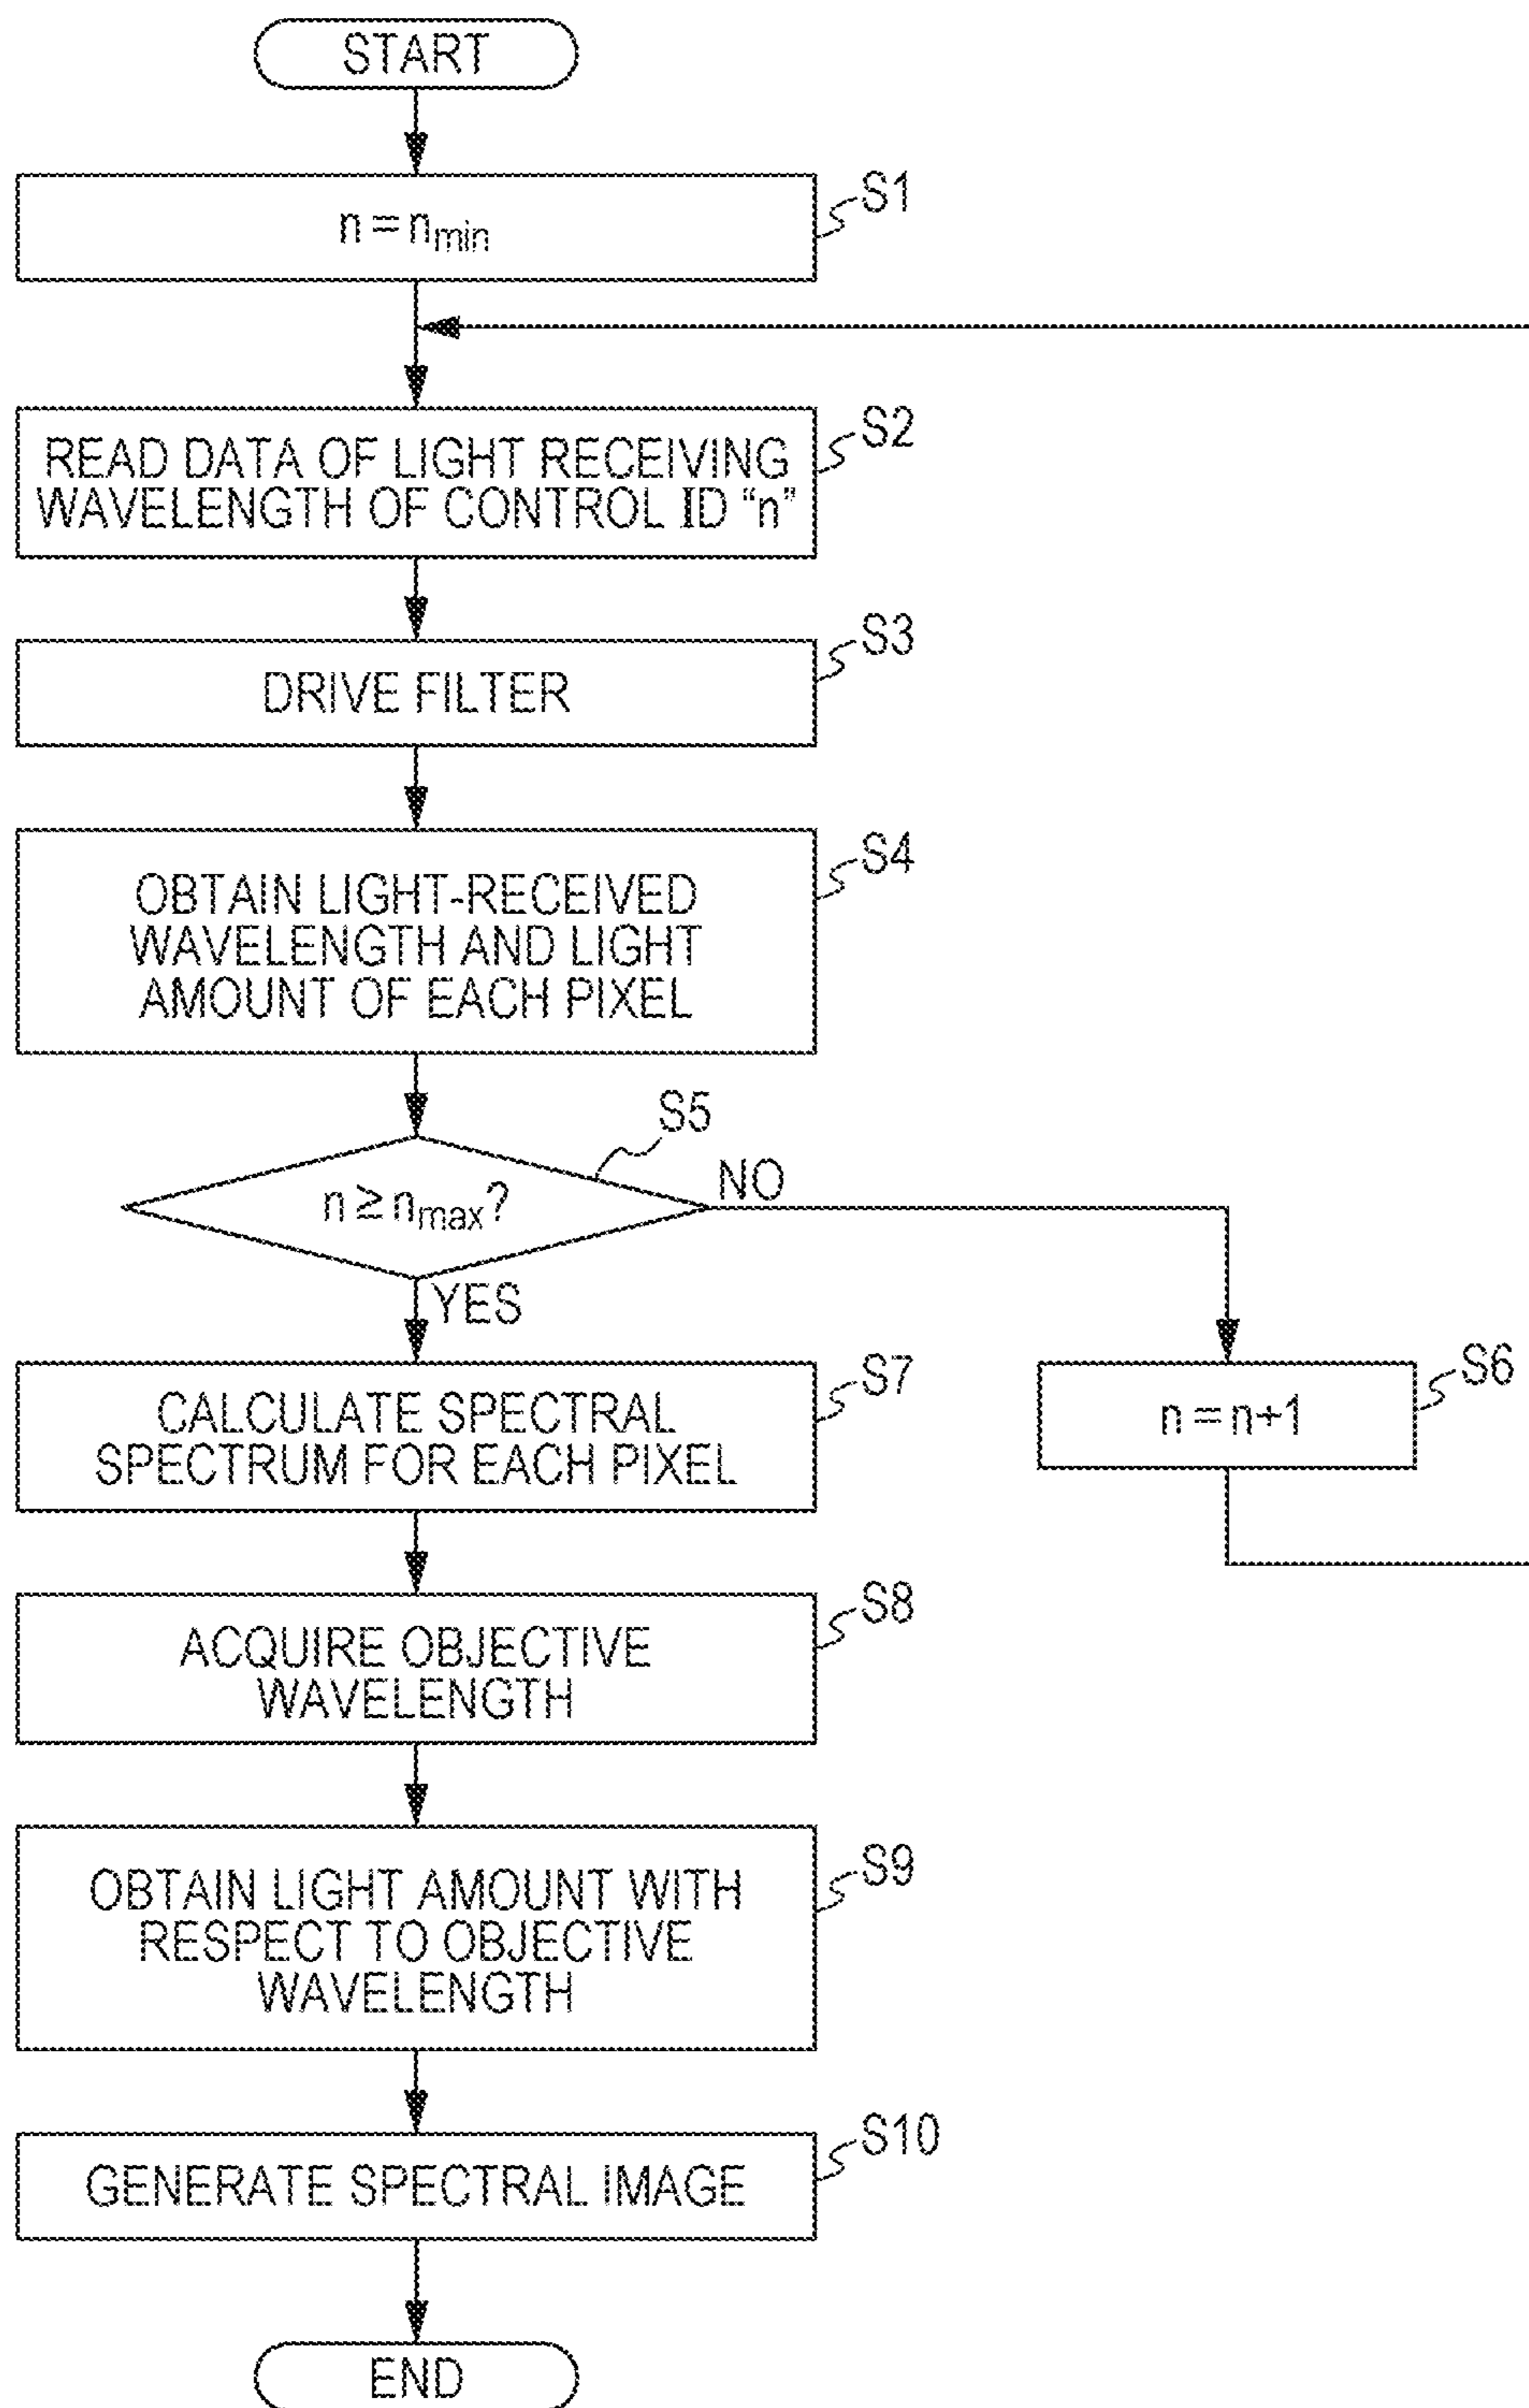 START
n = nmin
S1
READ DATA OF LIGHT RECEIVING
WAVELENGTH OF CONTROL ID “n”
S2
DRIVE FILTER
S3
OBTAIN LIGHT-RECEIVED
WAVELENGTH AND LIGHT
AMOUNT OF EACH PIXEL
S4
n ≥ nmax?
S5
NO
YES
n = n+1
S6
CALCULATE SPECTRAL
SPECTRUM FOR EACH PIXEL
S7
ACQUIRE OBJECTIVE
WAVELENGTH
S8
OBTAIN LIGHT AMOUNT WITH
RESPECT TO OBJECTIVE
WAVELENGTH
S9
GENERATE SPECTRAL IMAGE
S10
END